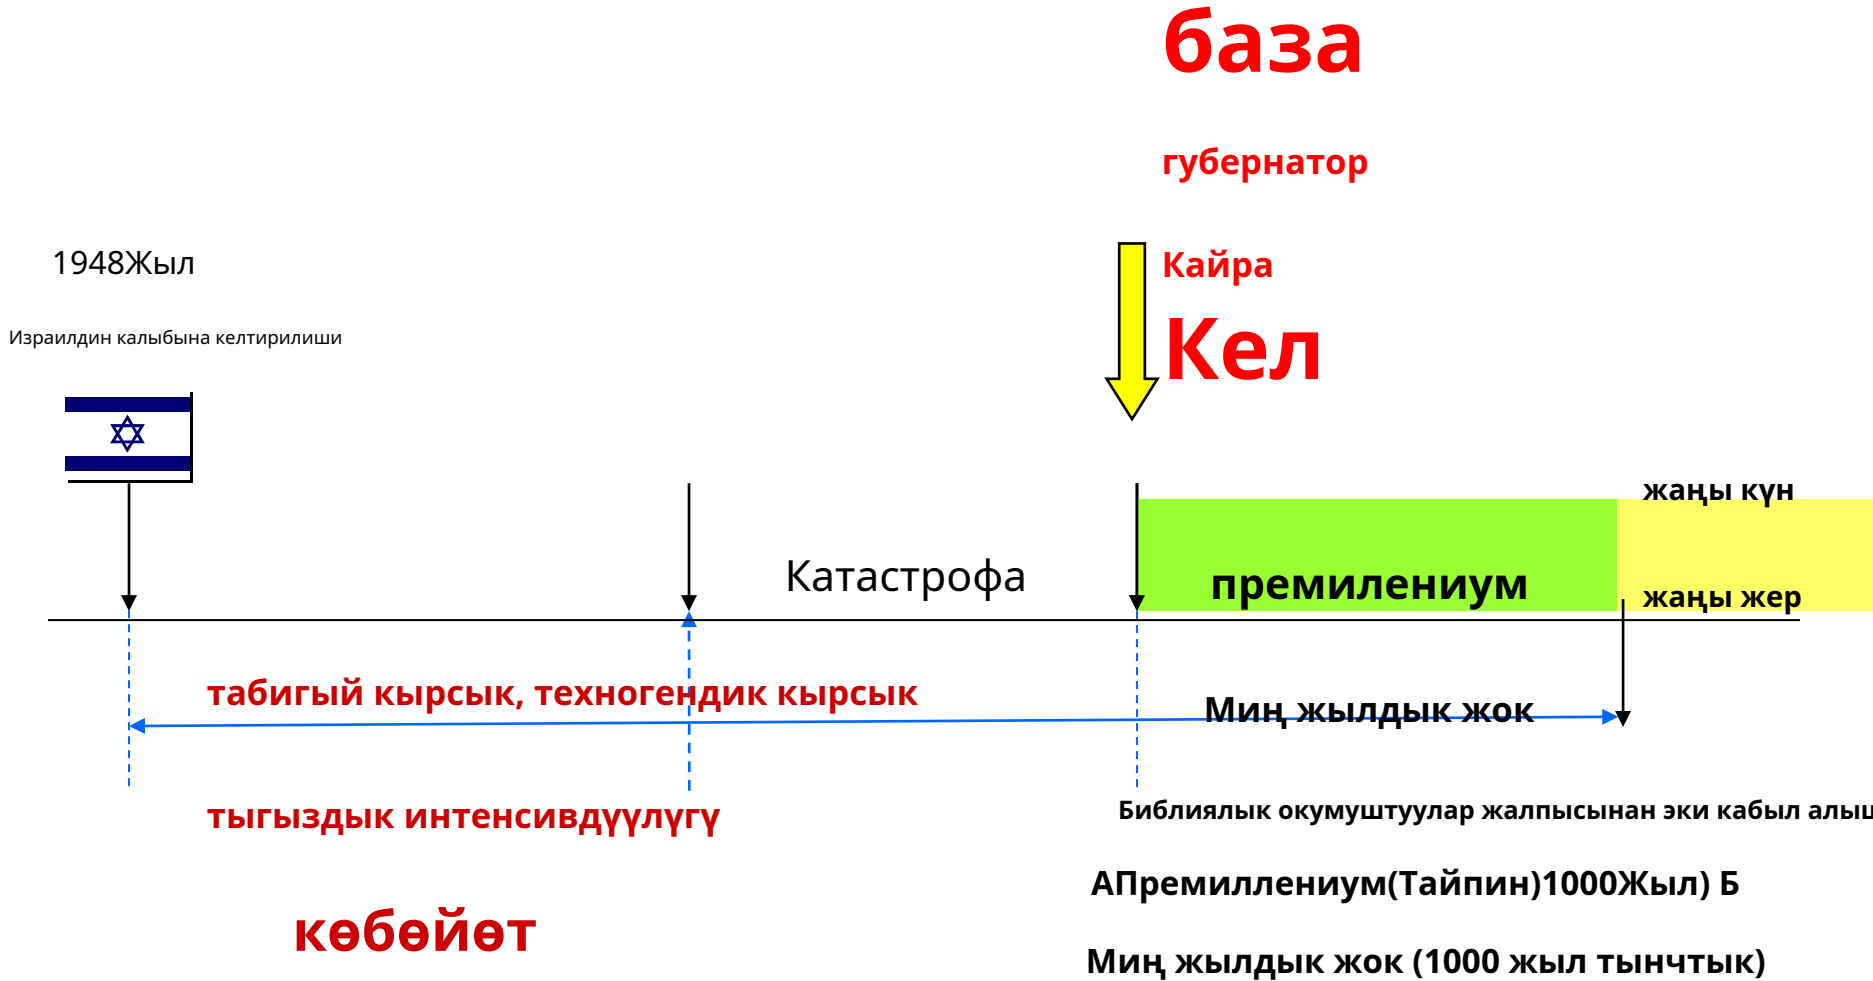 база
губернатор
1948Жыл
Кайра
Кел
Израилдин калыбына келтирилиши
жаңы күн
Катастрофа
премилениум
жаңы жер
табигый кырсык, техногендик кырсык
Миң жылдык жок
тыгыздык интенсивдүүлүгү
Библиялык окумуштуулар жалпысынан эки кабыл
АПремиллениум(Тайпин)1000Жыл) Б
көбөйөт
Миң жылдык жок (1000 жыл тынчтык)